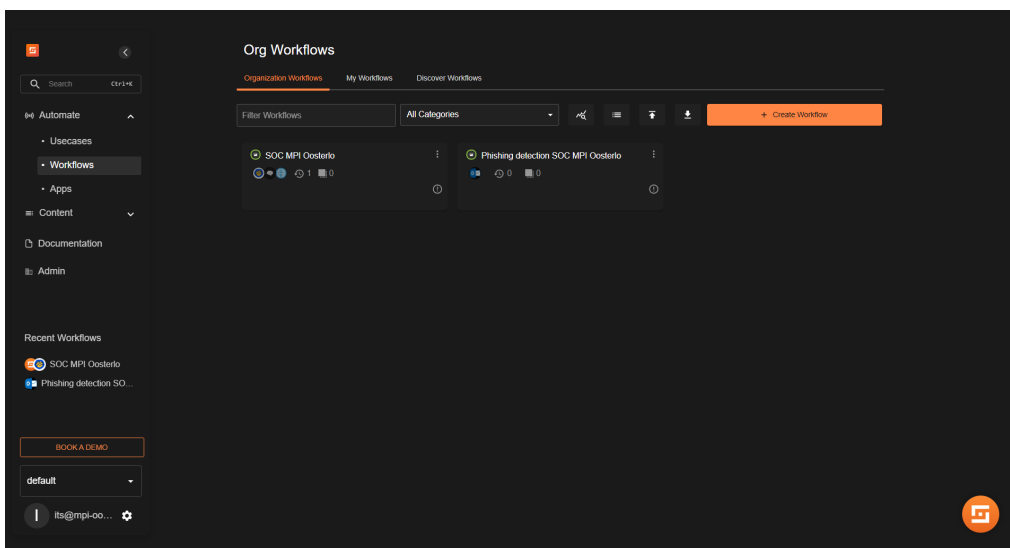 Org Workflows
Search Ctrl+K
Organization Workflows My Workflows Discover Workflows
Automate
Filter Workflows All Categories + Create Workflow
• Usecases
• Workflows
• Apps
SOC MPI Oosterlo
1 0
Phishing detection SOC MPI Oosterlo
0 0
Content
Documentation
Admin
Recent Workflows
SOC MPI Oosterlo
Phishing detection SO...
BOOK A DEMO
default
I its@mpi-oo...